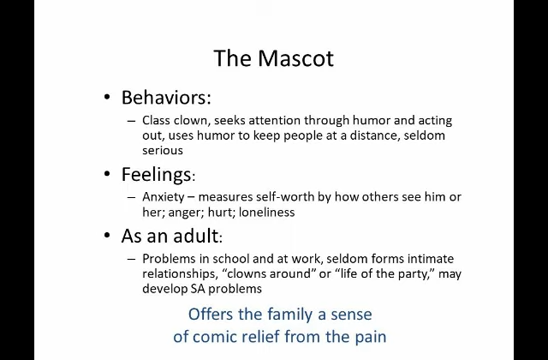 The Mascot
• Behaviors:
– Class clown, seeks attention through humor and acting
out, uses humor to keep people at a distance, seldom
serious
• Feelings:
– Anxiety – measures self-worth by how others see him or
her; anger; hurt; loneliness
• As an adult:
– Problems in school and at work, seldom forms intimate
relationships, “clowns around” or “life of the party,” may
develop SA problems
Offers the family a sense
of comic relief from the pain